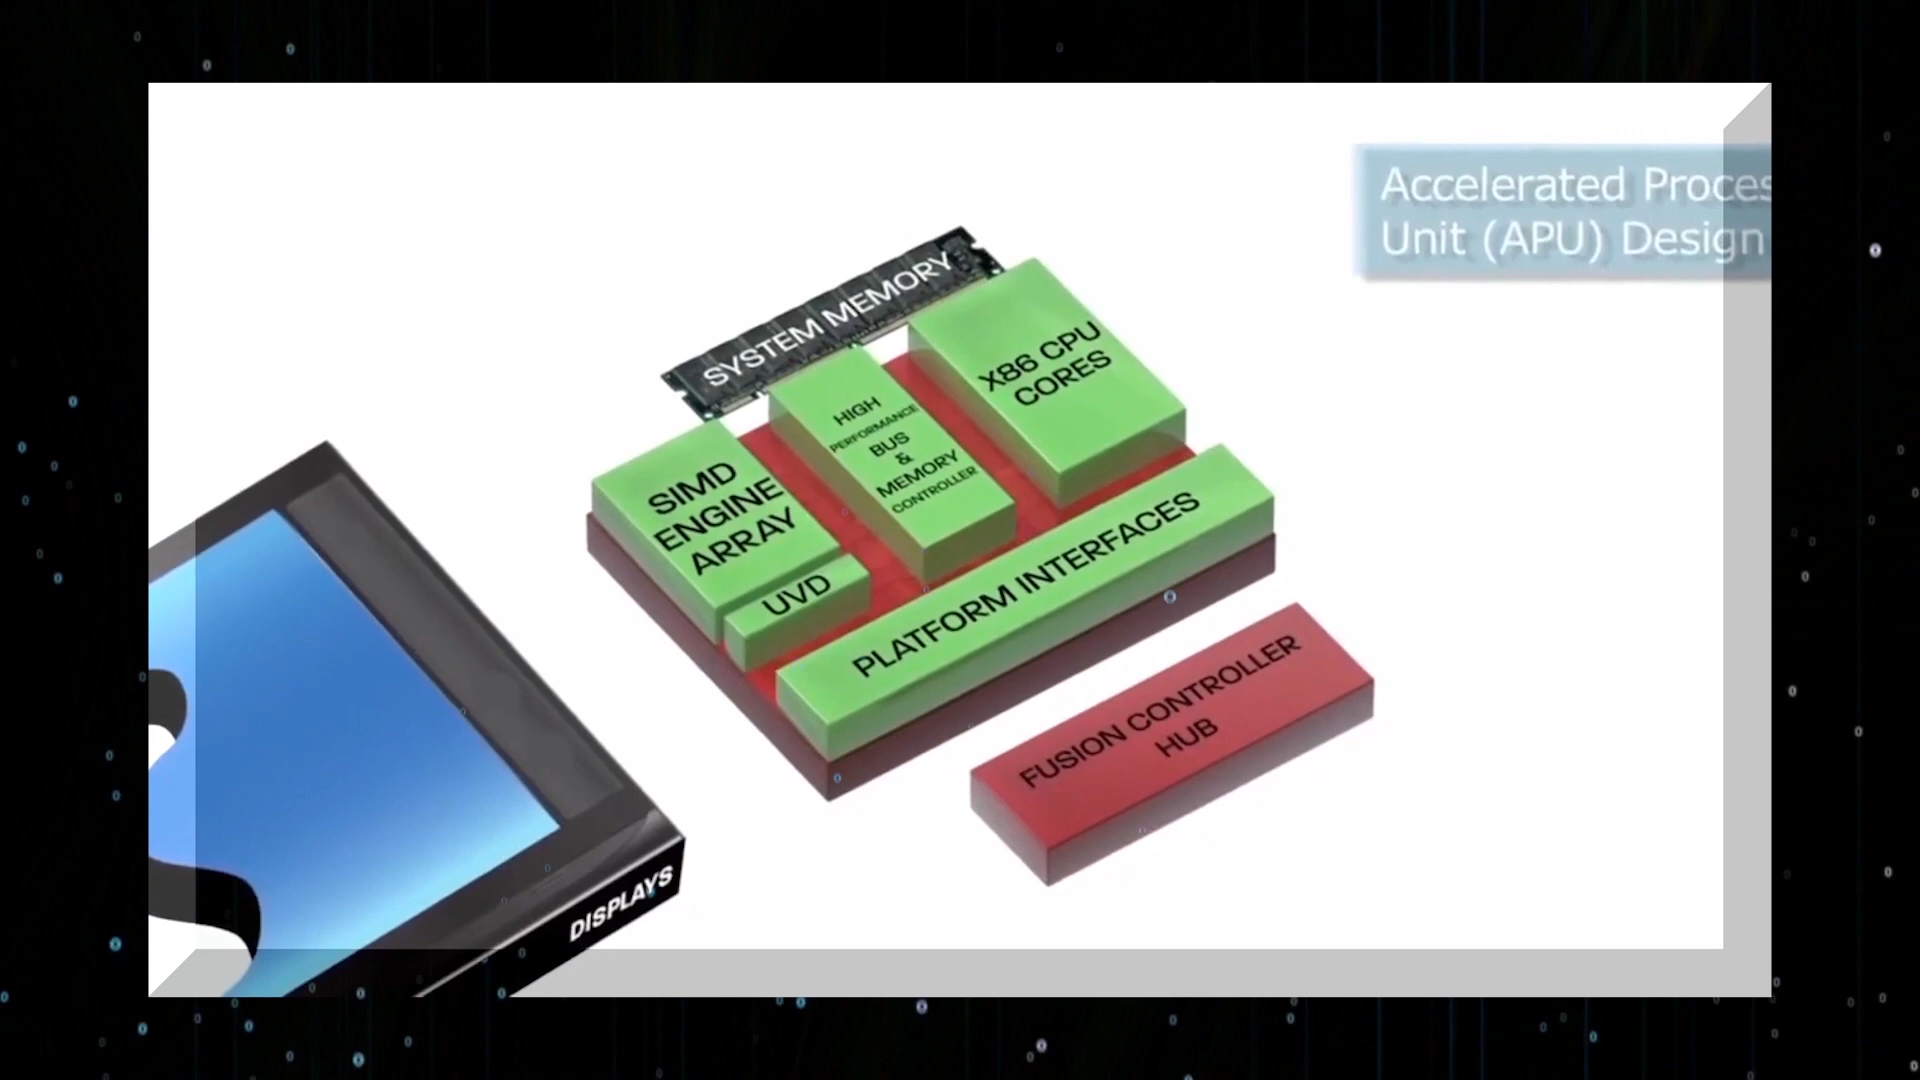 Accelerated Proces
Unit (APU) Design
SYSTEM MEMORY
X86 CPU
CORES
HIGH
PERFORMANCE
BUS
&
MEMORY
CONTROLLER
SIMD
ENGINE
ARRAY
UVD
PLATFORM INTERFACES
FUSION CONTROLLER
HUB
DISPLAYS